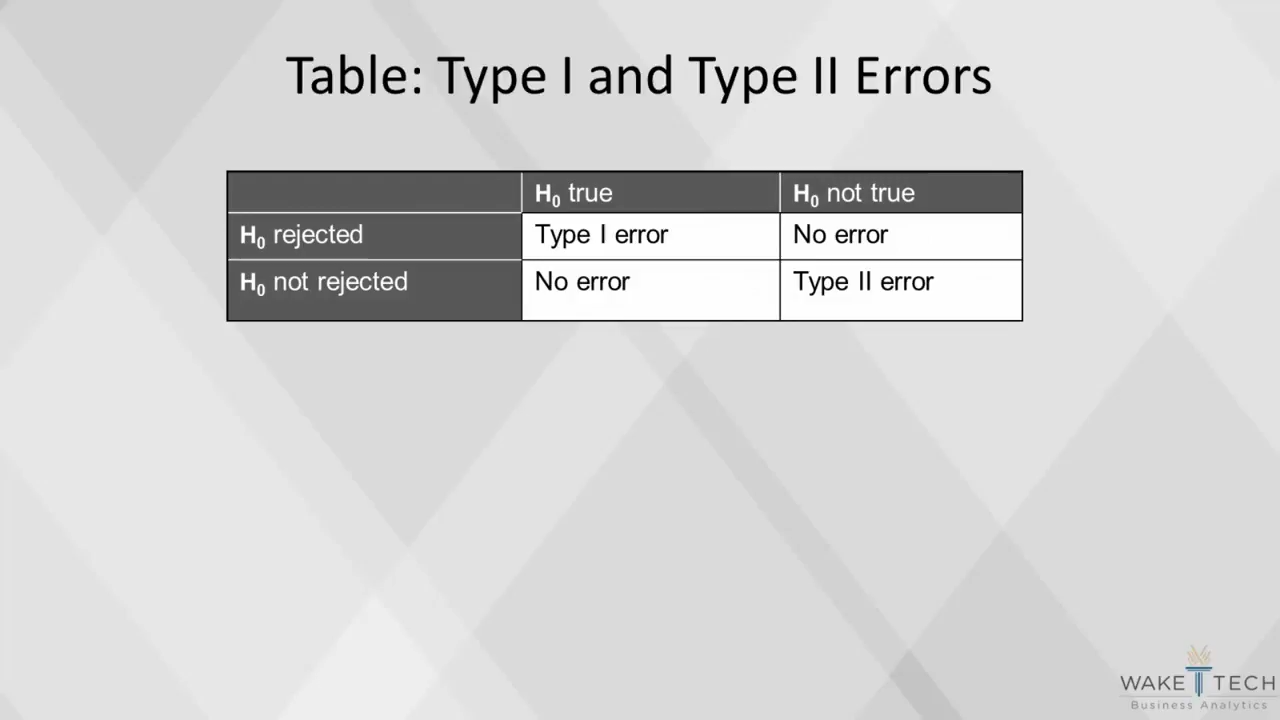 Table: Type I and Type II Errors
H0 true H0 not true
H0 rejected Type I error No error
H0 not rejected No error Type II error
WAKE TECH
Business Analytics